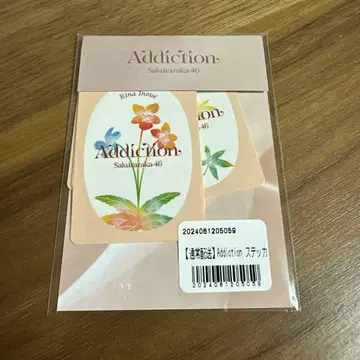 Addiction
Sakurazaka46
Rina Inoue
Addiction
Sakurazaka46
2024061205059
【通常配送】Addiction ステッカ
2024061205059